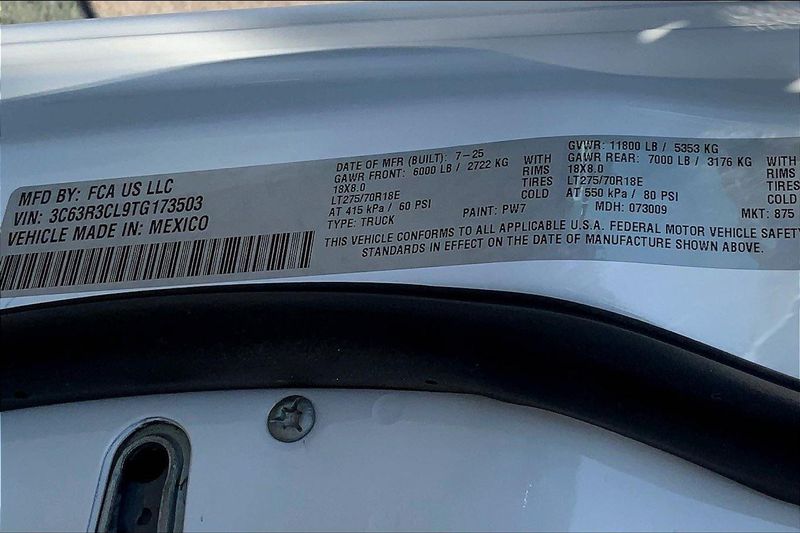 MFD BY: FCA US LLC
VIN: 3C63R3CL9TG173503
VEHICLE MADE IN: MEXICO
DATE OF MFR (BUILT): 7-25
GAWR FRONT: 6000 LB / 2722 KG WITH
18X8.0 RIMS
LT275/70R18E TIRES
AT 415 kPa / 60 PSI COLD
TYPE: TRUCK PAINT: PW7 MDH: 073009 MKT: 875
GVWR: 11800 LB / 5353 KG
GAWR REAR: 7000 LB / 3176 KG WITH
18X8.0 RIMS
LT275/70R18E TIRES
AT 550 kPa / 80 PSI COLD
THIS VEHICLE CONFORMS TO ALL APPLICABLE U.S.A. FEDERAL MOTOR VEHICLE SAFETY
STANDARDS IN EFFECT ON THE DATE OF MANUFACTURE SHOWN ABOVE.